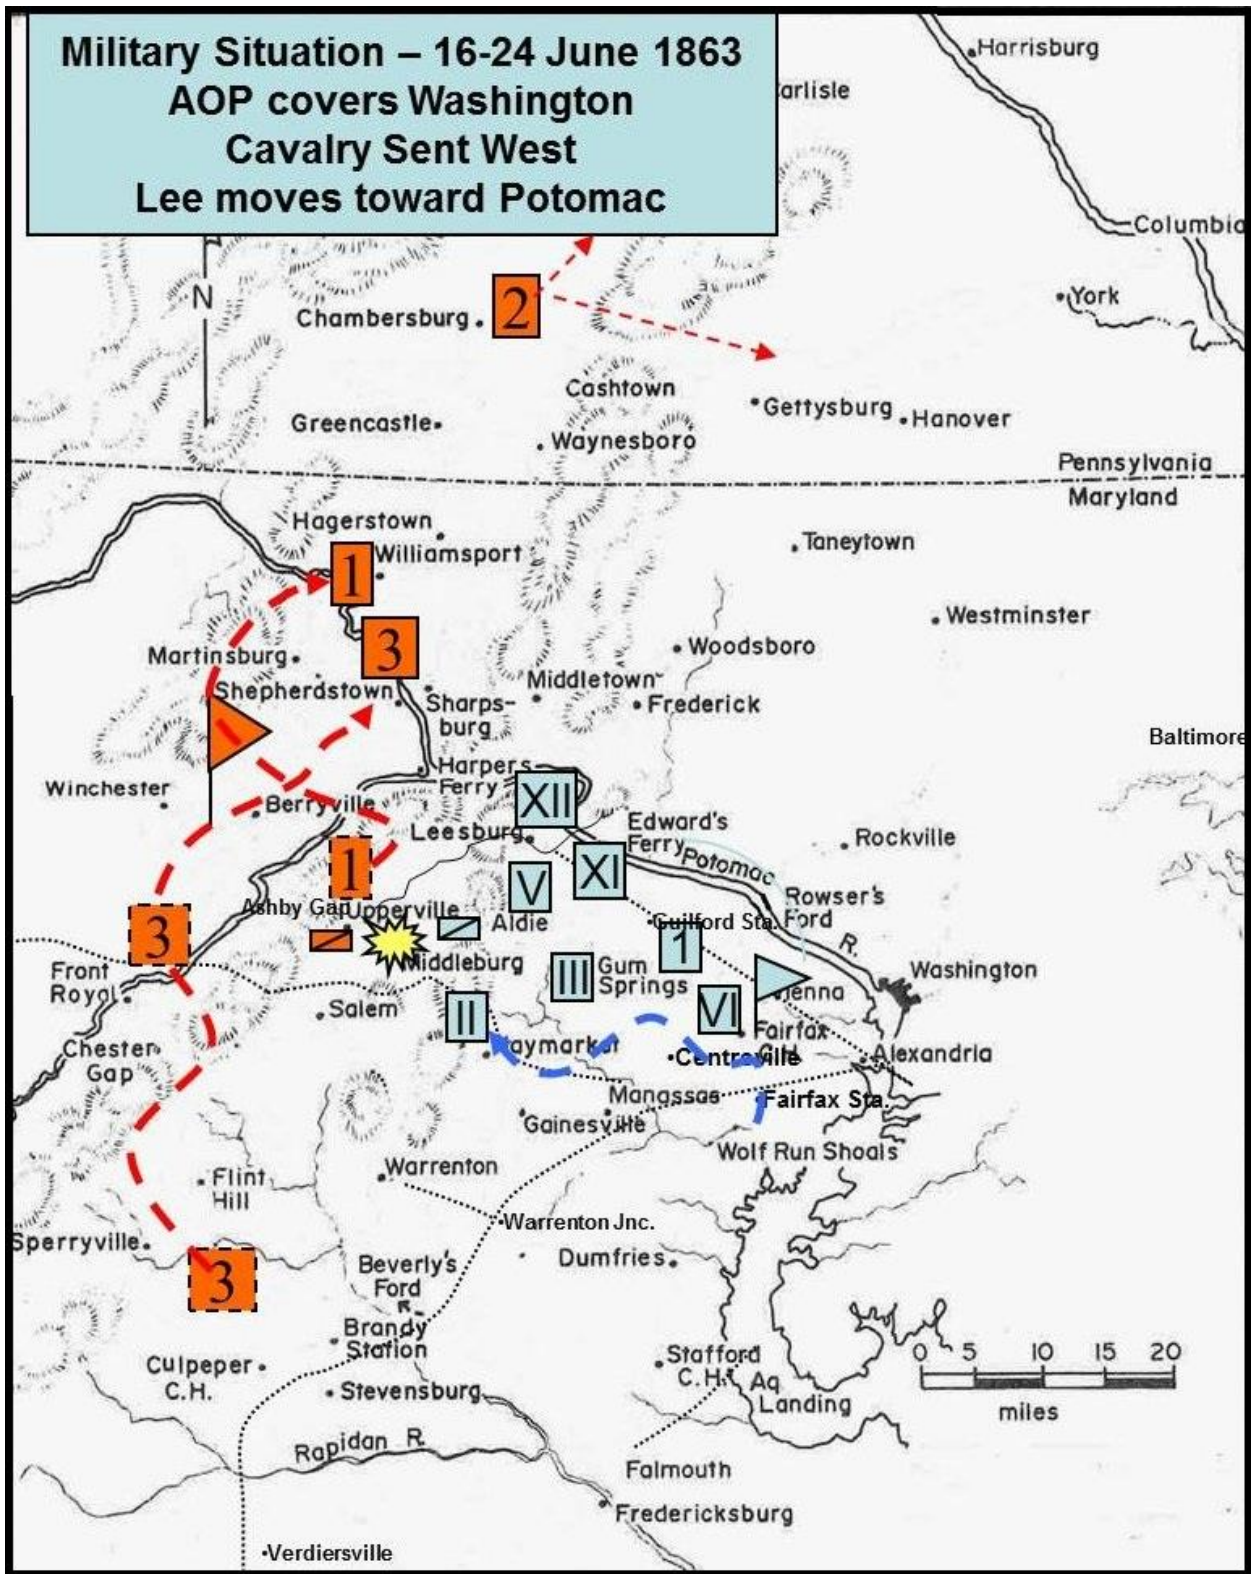 Military Situation – 16-24 June 1863
AOP covers Washington
Cavalry Sent West
Lee moves toward Potomac
Harrisburg
arlisle
Columbia
N
2
Chambersburg
York
Cashtown
Gettysburg
Hanover
Greencastle
Waynesboro
Pennsylvania
Maryland
Hagerstown
Williamsport
1
Taneytown
Westminster
3
Woodsboro
Martinsburg
Middletown
Shepherdstown
Sharps-
burg
Frederick
Baltimore
Harpers
Ferry
Winchester
XII
Berryville
Leesburg
Edward's
Ferry
Rockville
1
XI
Potomac
V
Rowser's
Ford
Ashby Gap
Upperville
Aldie
Guilford Sta.
3
1
R.
Middleburg
III
Gum
Springs
Washington
Front
Royal
Salem
II
VI
ienna
Fairfax
C.H.
aymarket
Centreville
Alexandria
Chester
Gap
Manassas
Fairfax Sta.
Gainesville
Wolf Run Shoals
Warrenton
Flint
Hill
Warrenton Jnc.
Sperryville
Dumfries
3
Beverly's
Ford
Brandy
Station
Culpeper
C.H.
Stafford
C.H.
Aq
Landing
0 5 10 15 20
miles
Stevensburg
Rapidan R.
Falmouth
Fredericksburg
Verdiersville